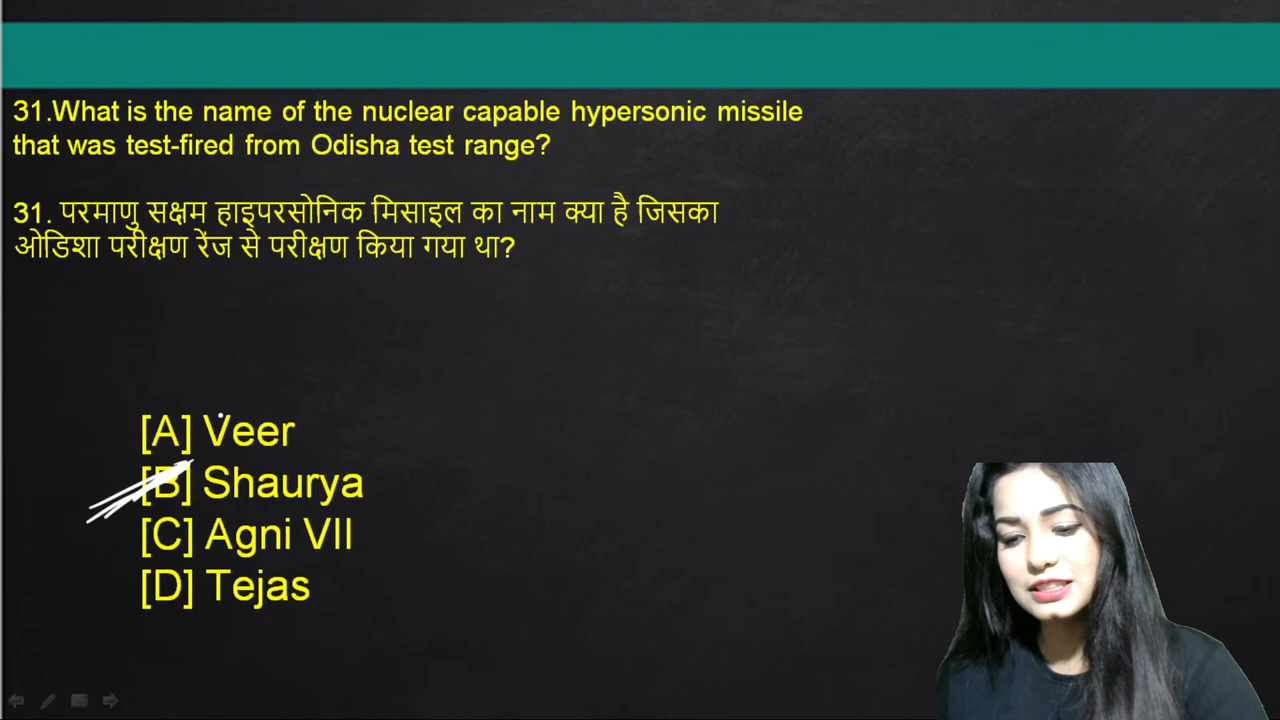 31.What is the name of the nuclear capable hypersonic missile
that was test-fired from Odisha test range?
31. परमाणु सक्षम हाइपरसोनिक मिसाइल का नाम क्या है जिसका
ओडिशा परीक्षण रेंज से परीक्षण किया गया था?
[A] Veer
[B] Shaurya
[C] Agni VII
[D] Tejas